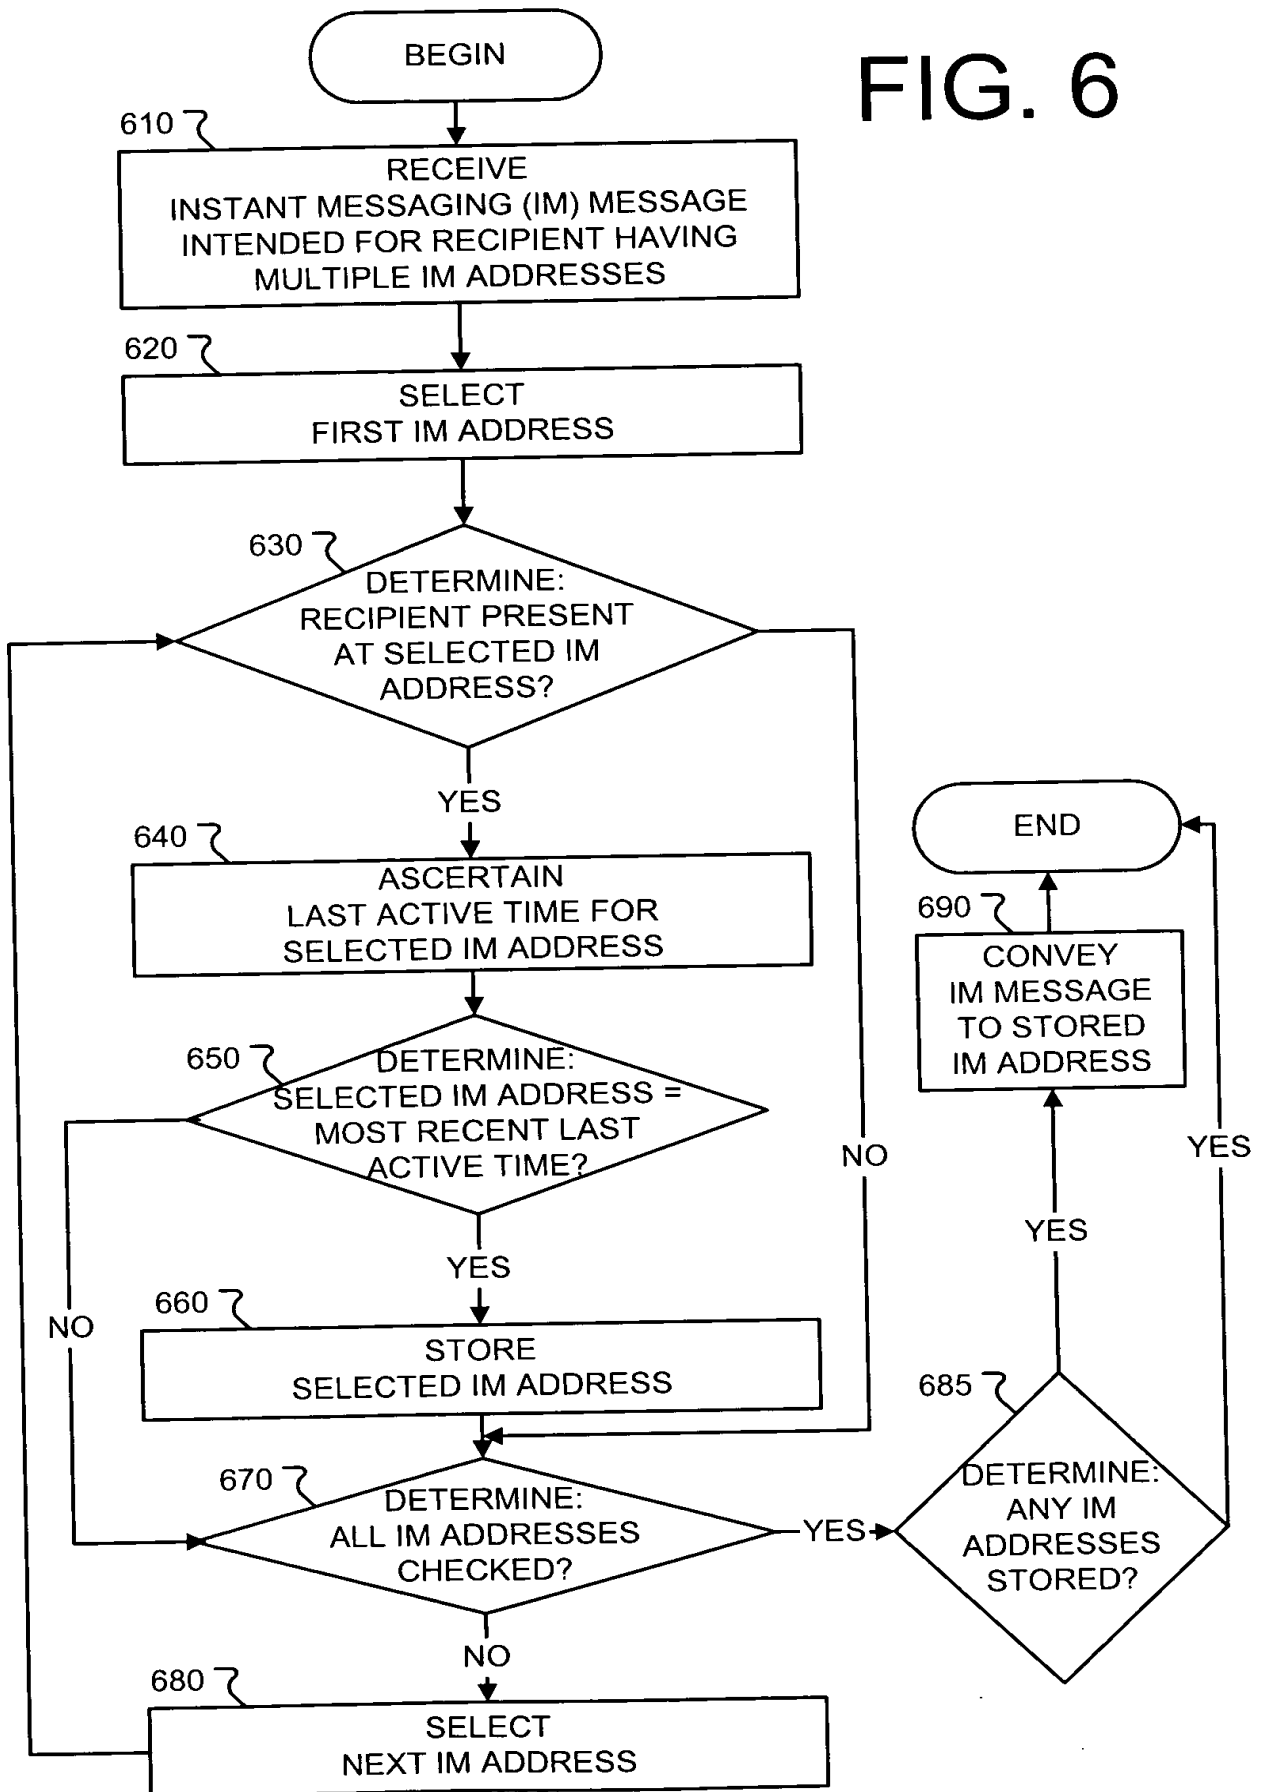 BEGIN
FIG. 6
610
RECEIVE
INSTANT MESSAGING (IM) MESSAGE
INTENDED FOR RECIPIENT HAVING
MULTIPLE IM ADDRESSES
620
SELECT
FIRST IM ADDRESS
630
DETERMINE:
RECIPIENT PRESENT
AT SELECTED IM
ADDRESS?
YES
640
ASCERTAIN
LAST ACTIVE TIME FOR
SELECTED IM ADDRESS
650
DETERMINE:
SELECTED IM ADDRESS =
MOST RECENT LAST
ACTIVE TIME?
NO
YES
NO
660
STORE
SELECTED IM ADDRESS
670
DETERMINE:
ALL IM ADDRESSES
CHECKED?
YES
NO
680
SELECT
NEXT IM ADDRESS
685
DETERMINE:
ANY IM
ADDRESSES
STORED?
YES
YES
690
CONVEY
IM MESSAGE
TO STORED
IM ADDRESS
END